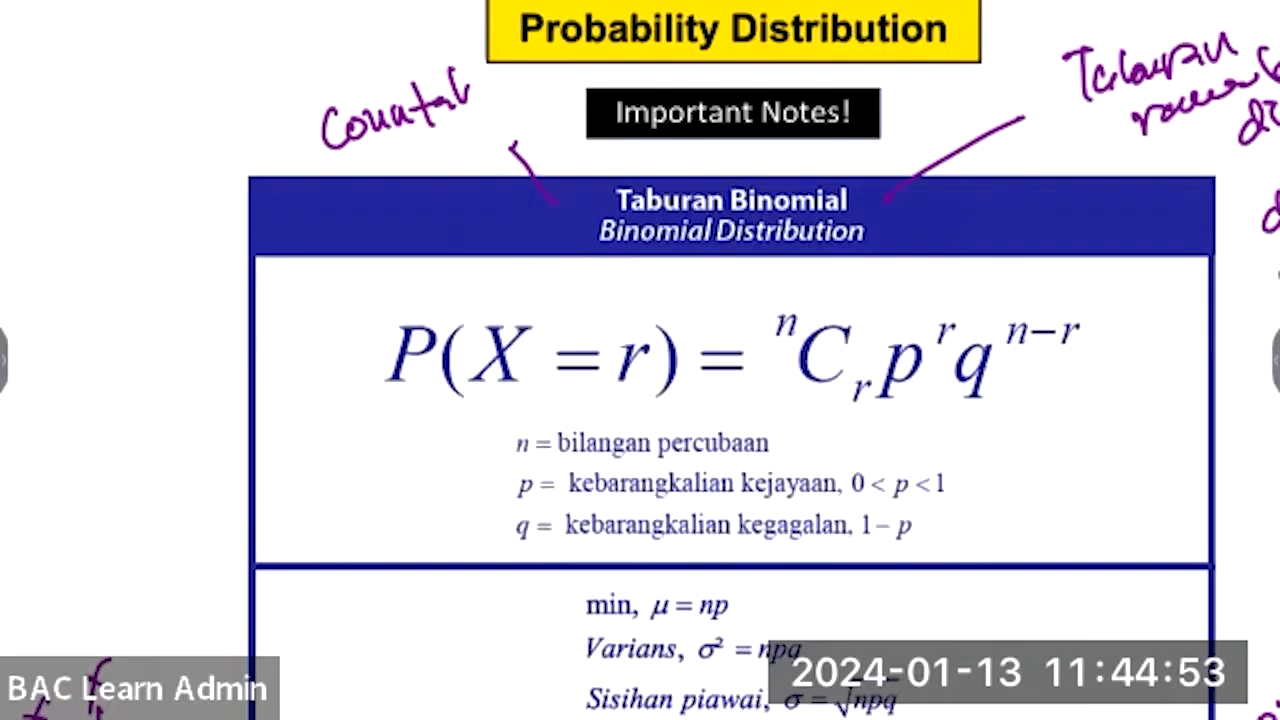 Probability Distribution
Important Notes!
Taburan Binomial
Binomial Distribution
P(X = r) = ⁿCᵣ pʳ qⁿ⁻ʳ
n = bilangan percubaan
p = kebarangkalian kejayaan, 0 < p < 1
q = kebarangkalian kegagalan, 1 – p
min, μ = np
Varians, σ² = npq
Sisihan piawai, σ = √npq
2024-01-13 11:44:53
BAC Learn Admin